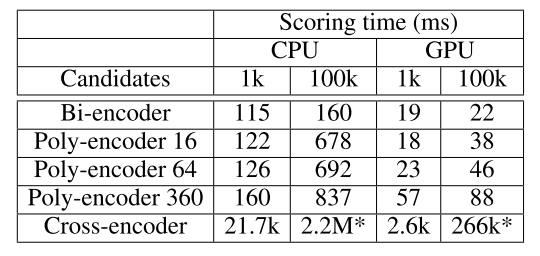 Scoring time (ms)
CPU GPU
Candidates 1k 100k 1k 100k
Bi-encoder 115 160 19 22
Poly-encoder 16 122 678 18 38
Poly-encoder 64 126 692 23 46
Poly-encoder 360 160 837 57 88
Cross-encoder 21.7k 2.2M* 2.6k 266k*